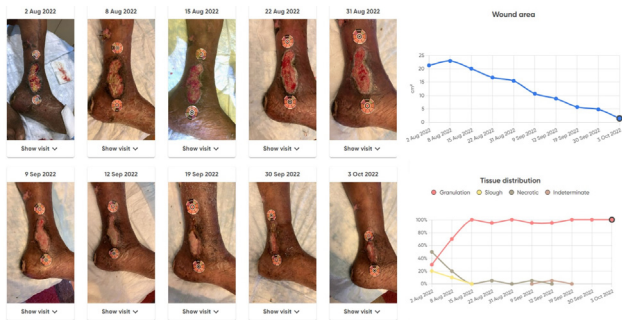 2 Aug 2022
8 Aug 2022
15 Aug 2022
22 Aug 2022
31 Aug 2022
Show visit
Show visit
Show visit
Show visit
Show visit
9 Sep 2022
12 Sep 2022
19 Sep 2022
30 Sep 2022
3 Oct 2022
Show visit
Show visit
Show visit
Show visit
Show visit
Wound area
cm²
25
20
15
10
5
0
2 Aug 2022
8 Aug 2022
15 Aug 2022
22 Aug 2022
31 Aug 2022
9 Sep 2022
12 Sep 2022
19 Sep 2022
30 Sep 2022
3 Oct 2022
Tissue distribution
Granulation Slough Necrotic Indeterminate
100%
80%
60%
40%
20%
0%
2 Aug 2022
8 Aug 2022
15 Aug 2022
22 Aug 2022
31 Aug 2022
9 Sep 2022
12 Sep 2022
19 Sep 2022
30 Sep 2022
3 Oct 2022